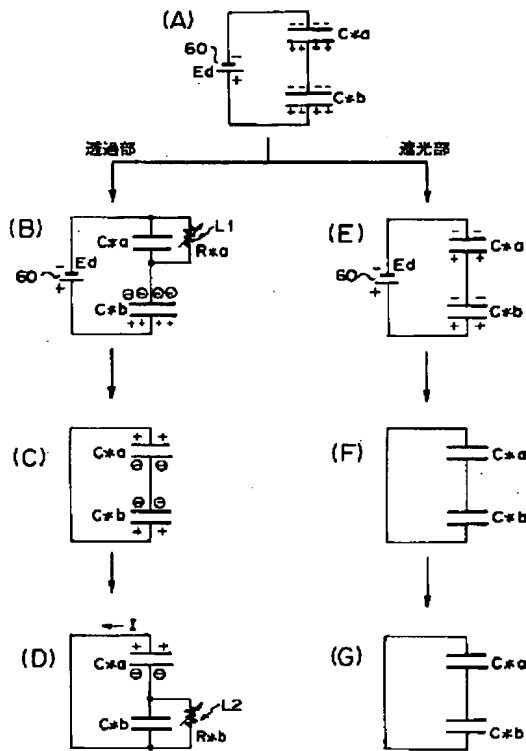 (A)
60
Ed
C*a
C*b
透過部
遮光部
(B)
60
Ed
C*a
L1
R*a
C*b
(E)
60
Ed
C*a
C*b
(C)
C*a
C*b
(F)
C*a
C*b
(D)
I
C*a
C*b
L2
R*b
(G)
C*a
C*b